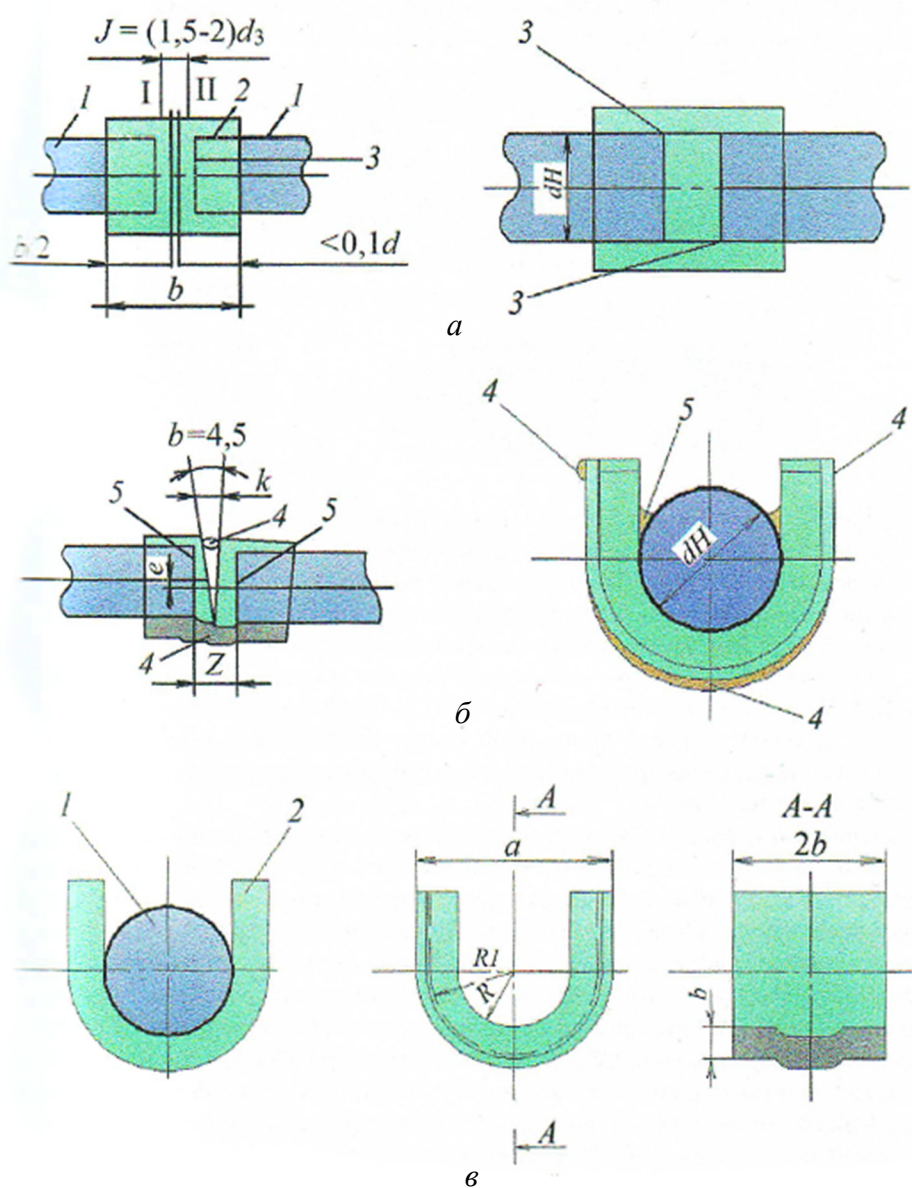 J = (1,5-2)d₃
1 I II 2 1
3
b/2 b <0,1d
3
dH
3
а
b=4,5
k
5 4 5
e
4 Z
4 5 4
dH
4
б
1 2
A
a
R1
R
A
A-A
2b
b
в